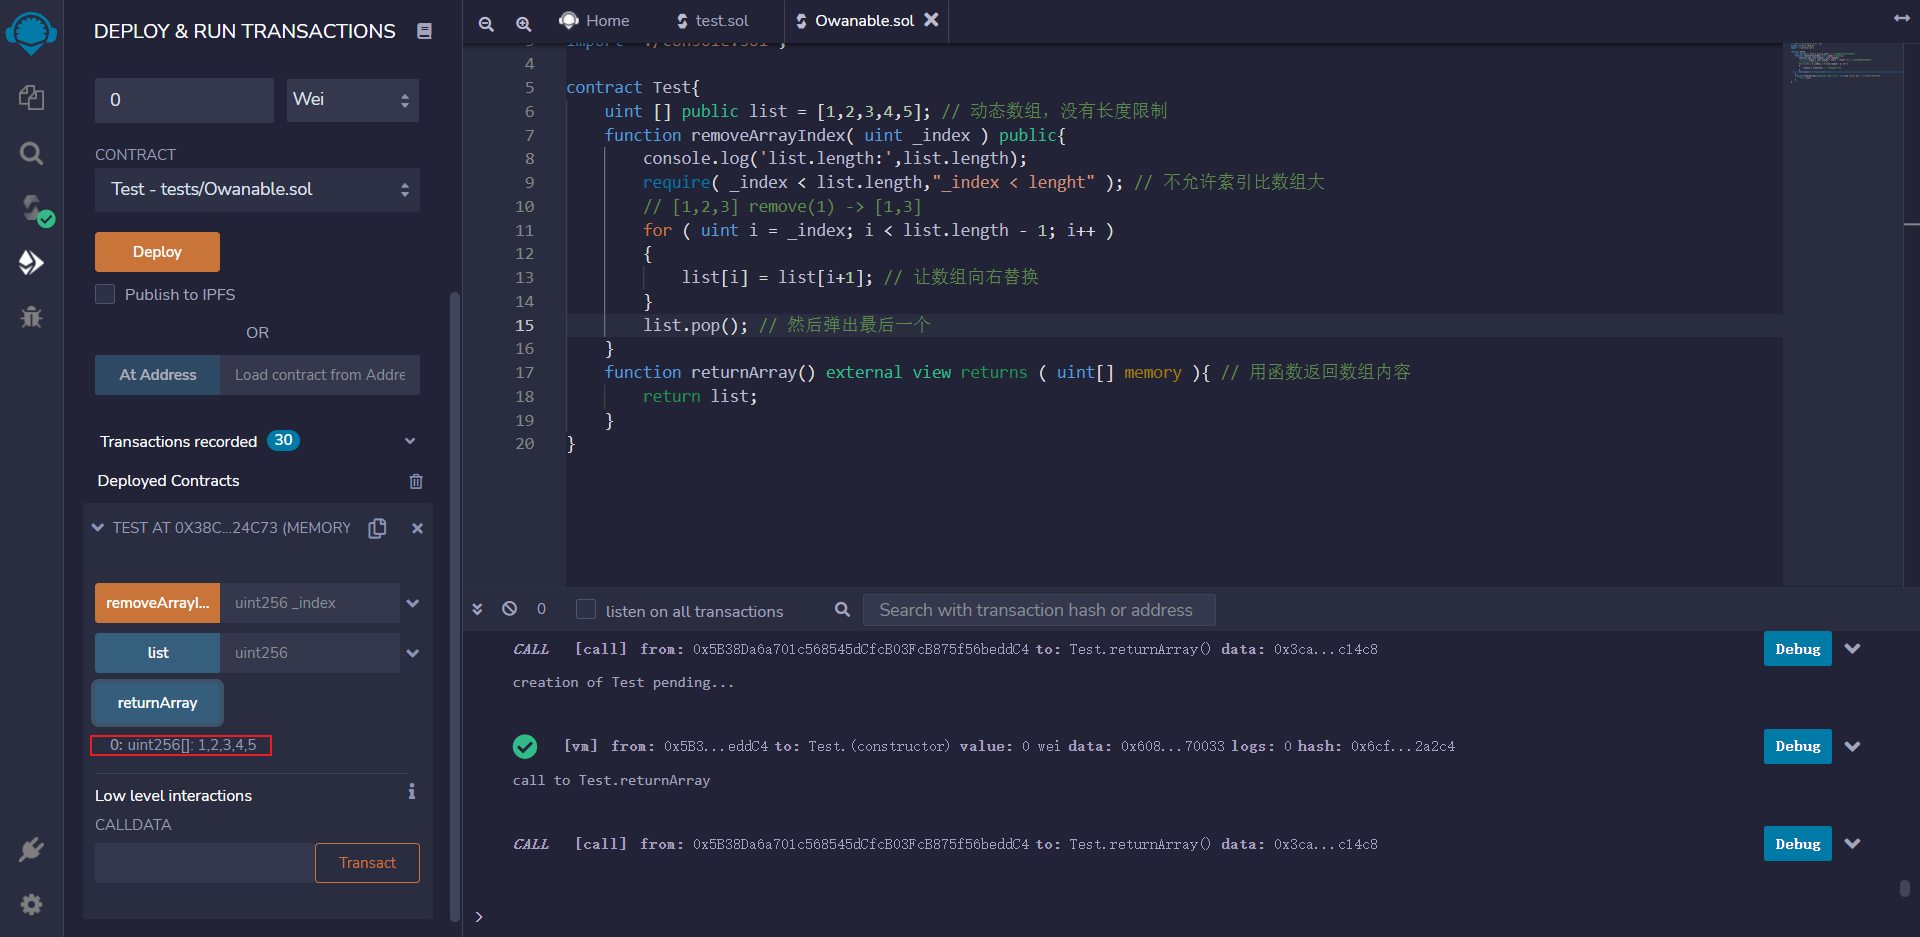 DEPLOY & RUN TRANSACTIONS
0
Wei
CONTRACT
Test - tests/Owanable.sol
Deploy
Publish to IPFS
OR
At Address
Load contract from Addre
Transactions recorded 30
Deployed Contracts
TEST AT 0X38C...24C73 (MEMORY
removeArrayI...
uint256 _index
list
uint256
returnArray
0: uint256[]: 1,2,3,4,5
Low level interactions
i
CALLDATA
Transact
Home
test.sol
Owanable.sol
4
5 contract Test{
6 uint [] public list = [1,2,3,4,5]; // 动态数组，没有长度限制
7 function removeArrayIndex( uint _index ) public{
8 console.log('list.length:',list.length);
9 require( _index < list.length,"_index < lenght" ); // 不允许索引比数组大
10 // [1,2,3] remove(1) -> [1,3]
11 for ( uint i = _index; i < list.length - 1; i++ )
12 {
13 list[i] = list[i+1]; // 让数组向右替换
14 }
15 list.pop(); // 然后弹出最后一个
16 }
17 function returnArray() external view returns ( uint[] memory ){ // 用函数返回数组内容
18 return list;
19 }
20 }
0
listen on all transactions
Search with transaction hash or address
CALL [call] from: 0x5B38Da6a701c568545dCfcB03FcB875f56beddC4 to: Test.returnArray() data: 0x3ca...c14c8
Debug
creation of Test pending...
[vm] from: 0x5B3...eddC4 to: Test.(constructor) value: 0 wei data: 0x608...70033 logs: 0 hash: 0x6cf...2a2c4
Debug
call to Test.returnArray
CALL [call] from: 0x5B38Da6a701c568545dCfcB03FcB875f56beddC4 to: Test.returnArray() data: 0x3ca...c14c8
Debug
>